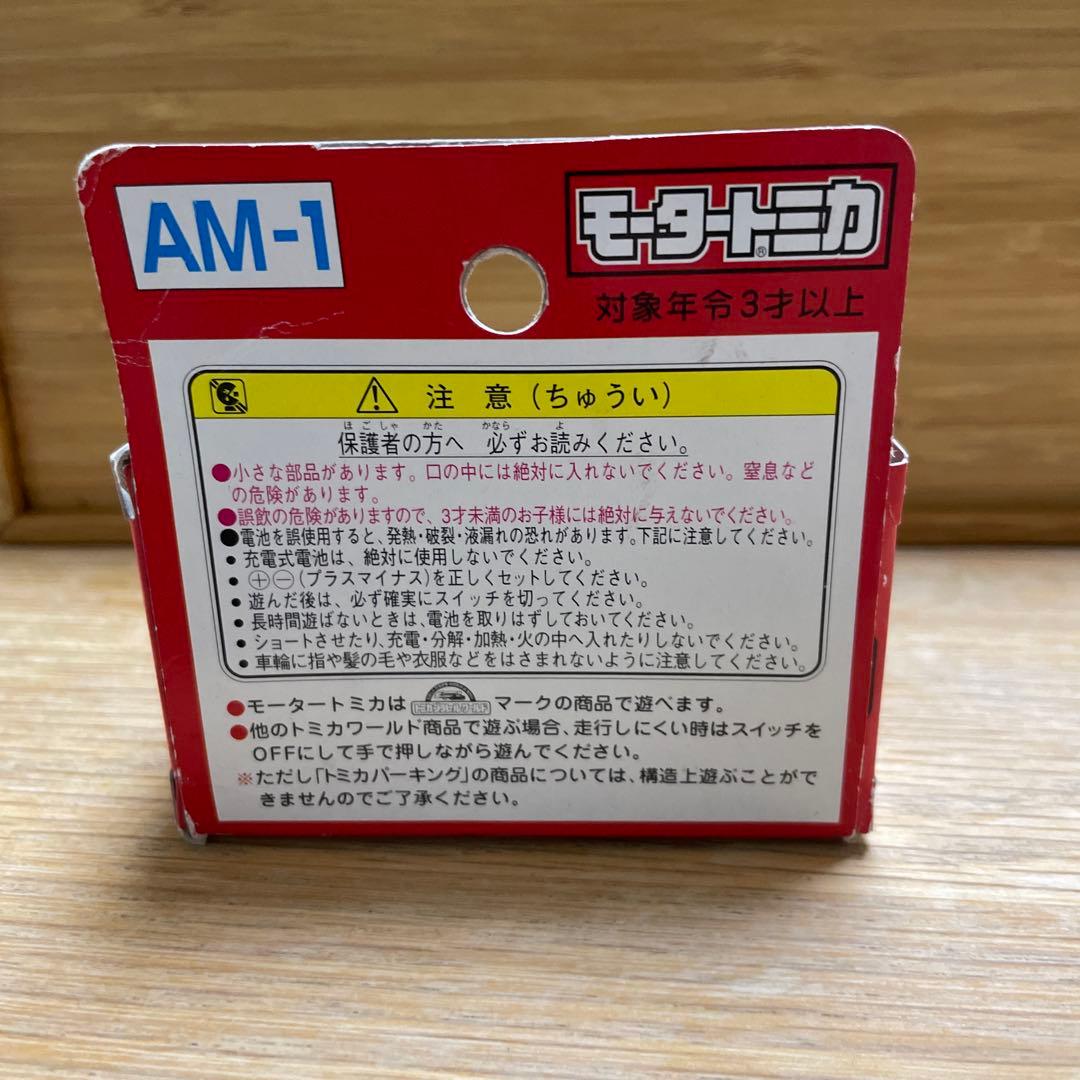 AM-1
モータートミカ®
対象年令3才以上
⚠ 注 意 (ちゅうい)
ほごしゃ かた かなら よ
保護者の方へ 必ずお読みください。
●小さな部品があります。口の中には絶対に入れないでください。窒息など
の危険があります。
●誤飲の危険がありますので、3才未満のお子様には絶対に与えないでください。
●電池を誤使用すると、発熱・破裂・液漏れの恐れがあります。下記に注意してください。
• 充電式電池は、絶対に使用しないでください。
• ⊕⊖(プラスマイナス)を正しくセットしてください。
• 遊んだ後は、必ず確実にスイッチを切ってください。
• 長時間遊ばないときは、電池を取りはずしておいてください。
• ショートさせたり、充電・分解・加熱・火の中へ入れたりしないでください。
• 車輪に指や髪の毛や衣服などをはさまれないように注意してください。
●モータートミカはマークの商品で遊べます。
●他のトミカワールド商品で遊ぶ場合、走行しにくい時はスイッチを
OFFにして手で押しながら遊んでください。
※ただし「トミカパーキング」の商品については、構造上遊ぶことがで
きませんのでご了承ください。